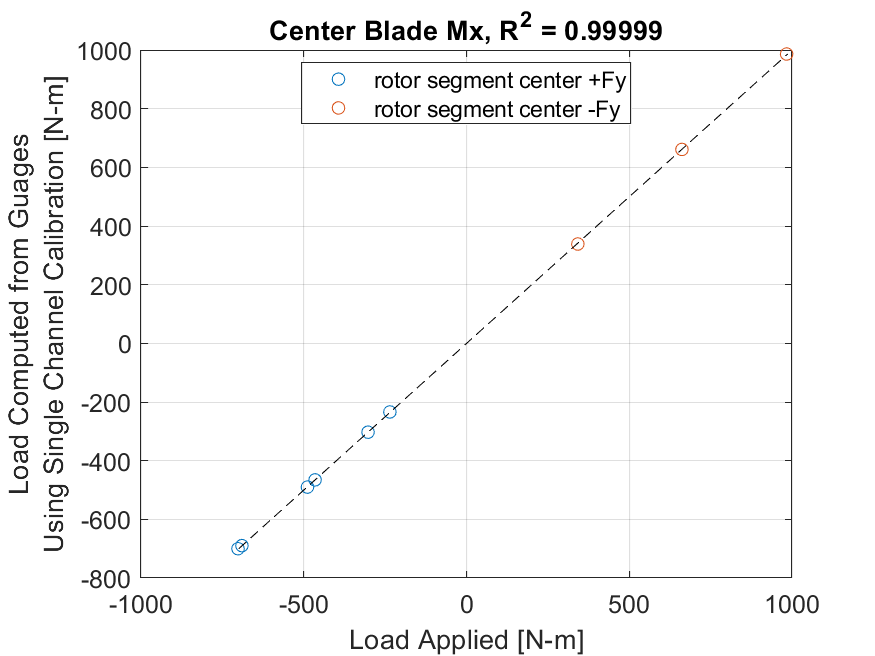 Center Blade Mx, R² = 0.99999
rotor segment center +Fy
rotor segment center -Fy
Load Computed from Guages
Using Single Channel Calibration [N-m]
1000
800
600
400
200
0
-200
-400
-600
-800
-1000
-500
0
500
1000
Load Applied [N-m]